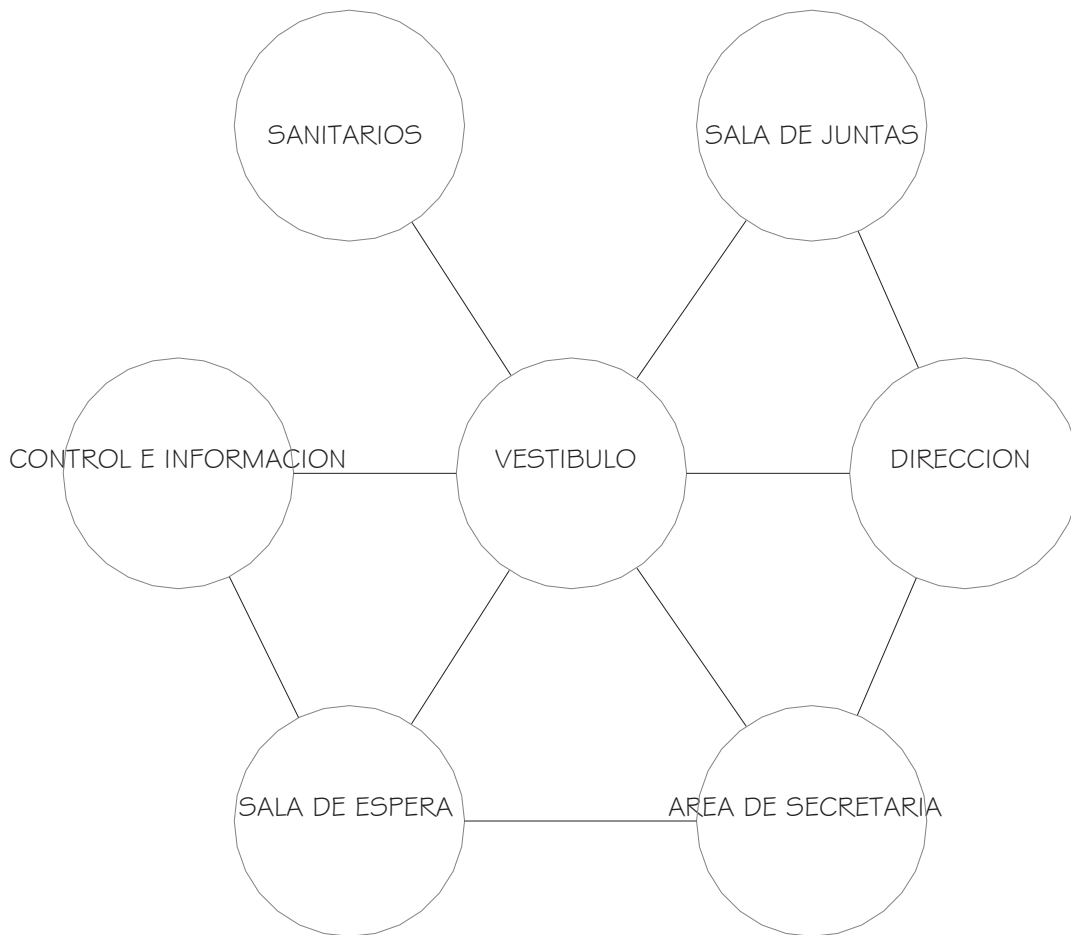 SANITARIOS
SALA DE JUNTAS
CONTROL E INFORMACION
VESTIBULO
DIRECCION
SALA DE ESPERA
AREA DE SECRETARIA